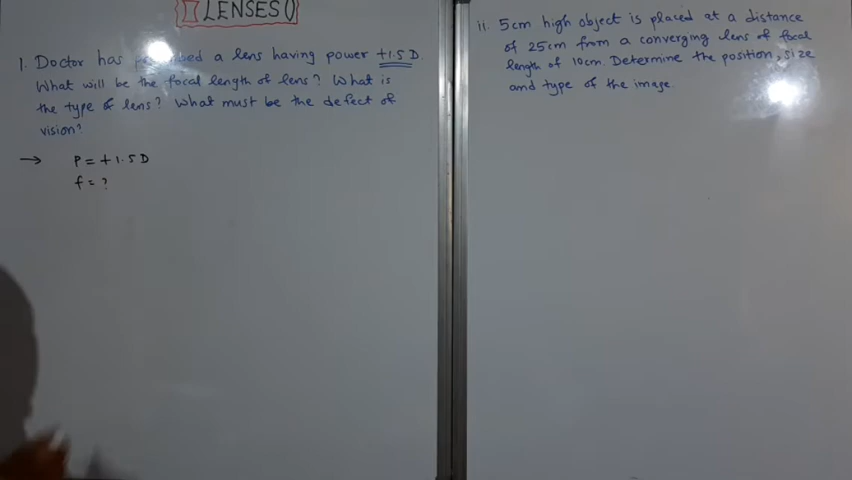 LENSES
1. Doctor has prescribed a lens having power +1.5 D.
What will be the focal length of lens? What is
the type of lens? What must be the defect of
vision?
→ P = +1.5 D
f = ?
ii. 5cm high object is placed at a distance
of 25cm from a converging lens of focal
length of 10cm. Determine the position, size
and type of the image.